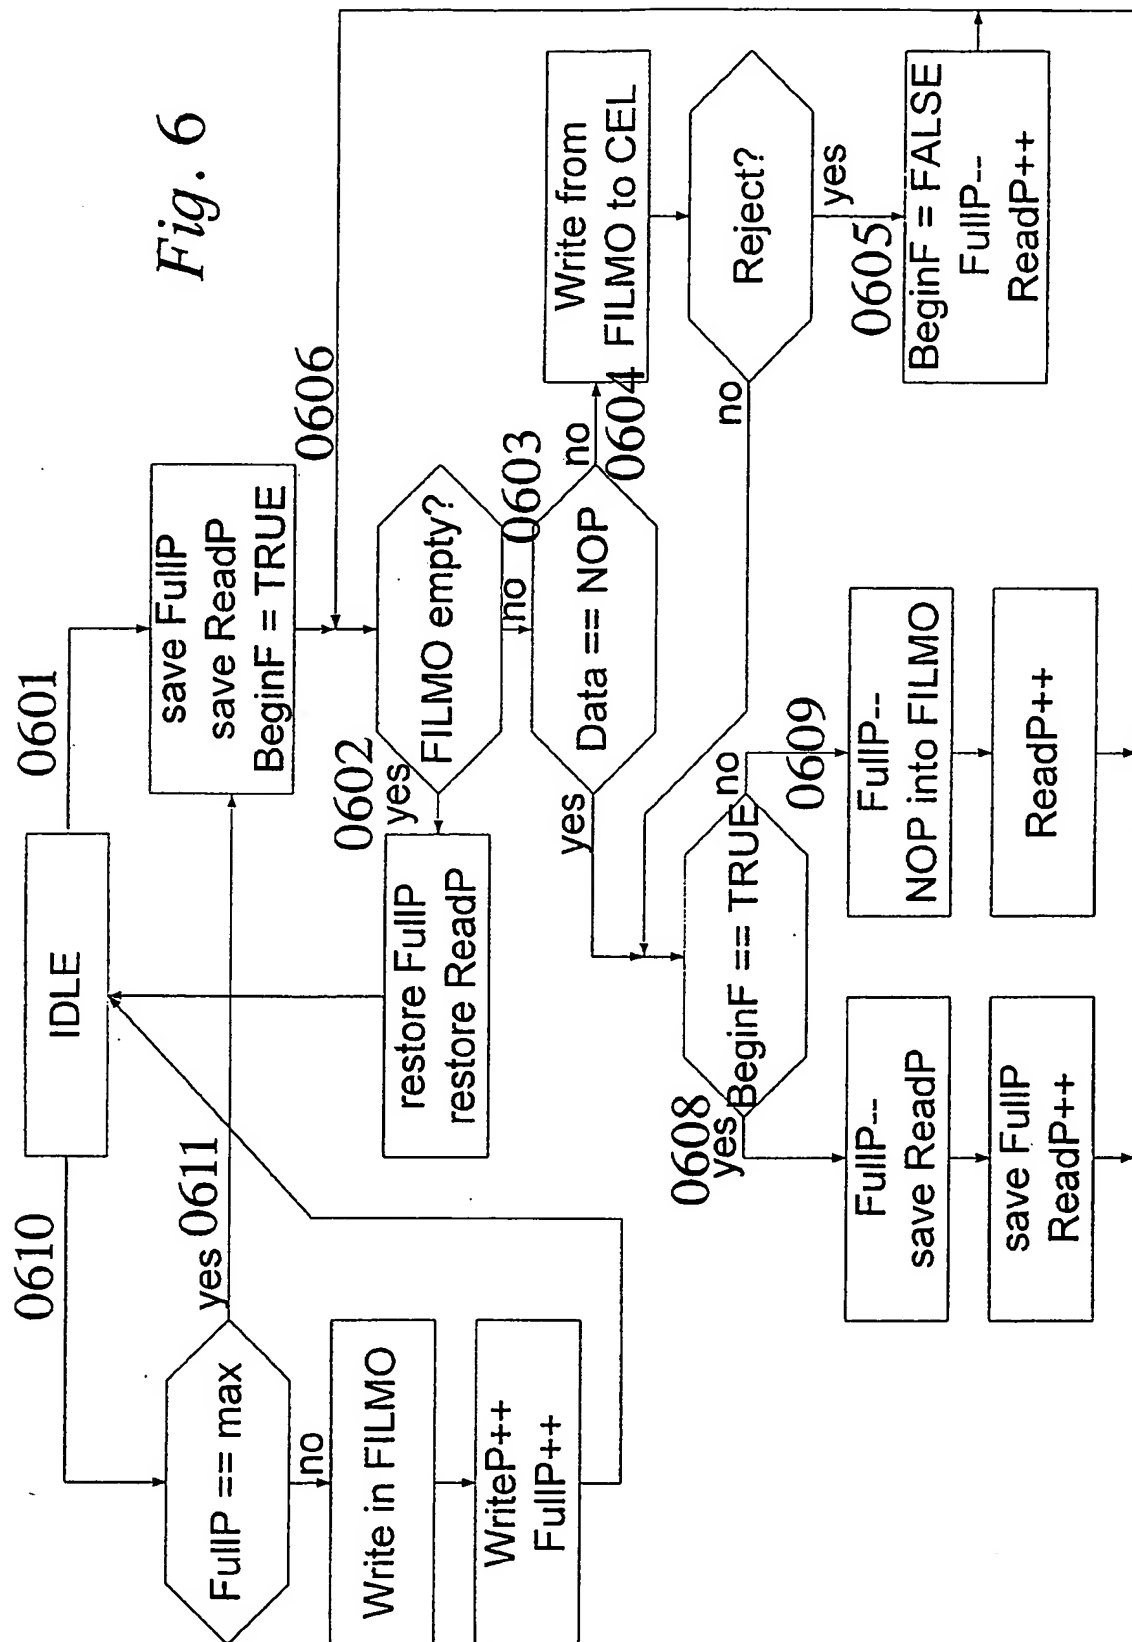 Fig. 6
IDLE
0610
0601
FullP == max
yes
0611
no
Write in FILMO
WriteP++
FullP++
save FullP
save ReadP
BeginF = TRUE
0606
FILMO empty?
0602
yes
no
restore FullP
restore ReadP
0603
Data == NOP
no
yes
0604
Write from
FILMO to CEL
Reject?
no
yes
0605
BeginF = FALSE
FullP--
ReadP++
BeginF == TRUE
0608
yes
no
0609
FullP--
save ReadP
save FullP
ReadP++
FullP--
NOP into FILMO
ReadP++